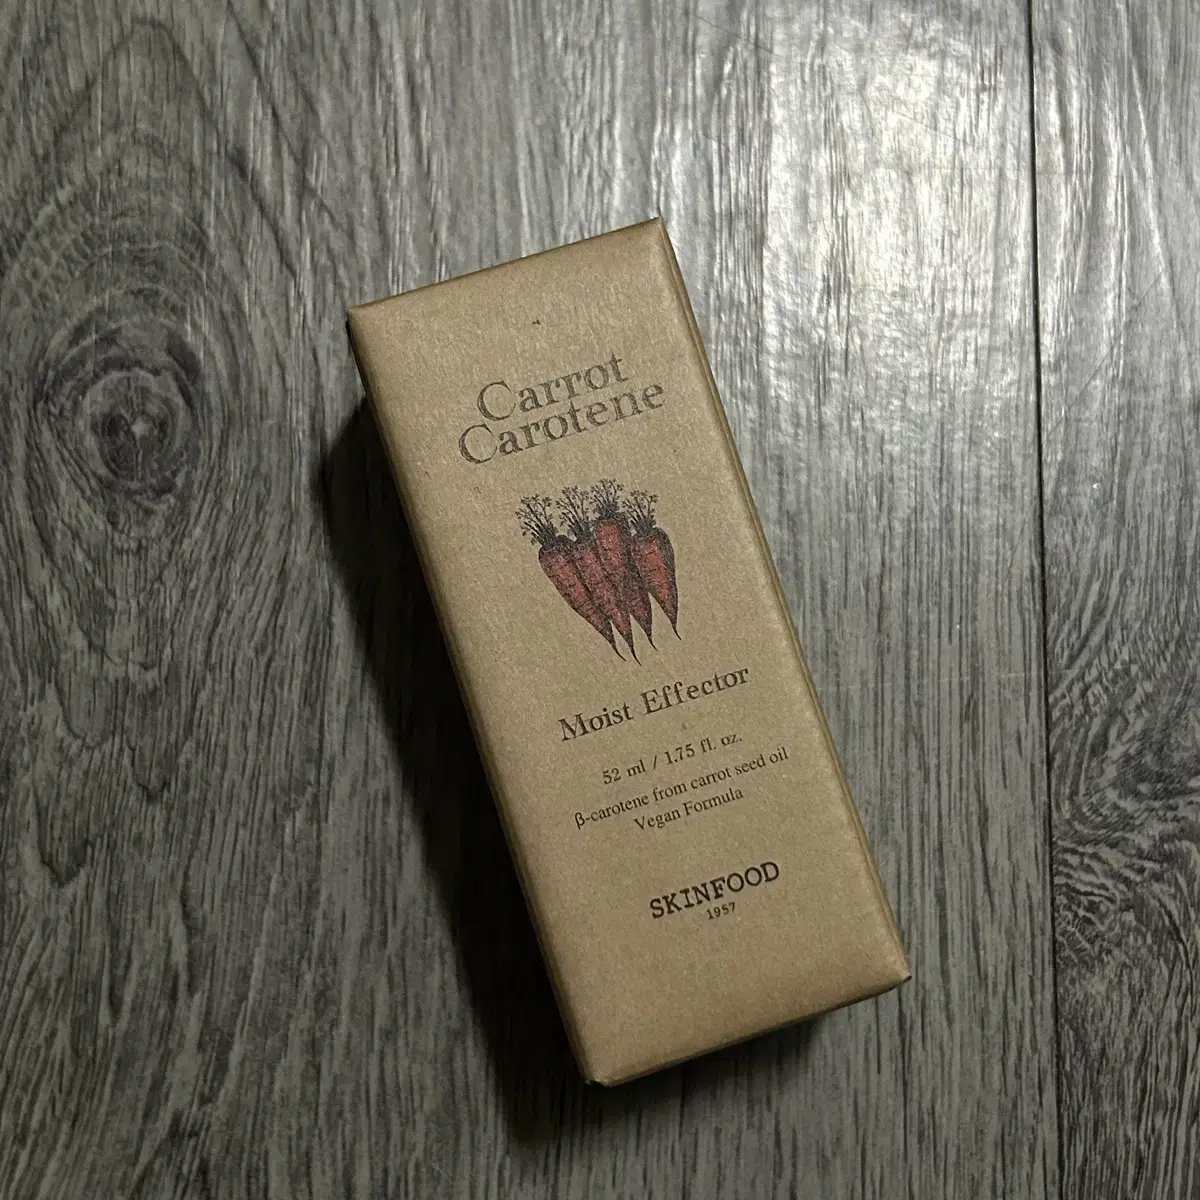 Carrot
Carotene
Moist Effector
52 ml / 1.75 fl. oz.
β-carotene from carrot seed oil
Vegan Formula
SKINFOOD
1957